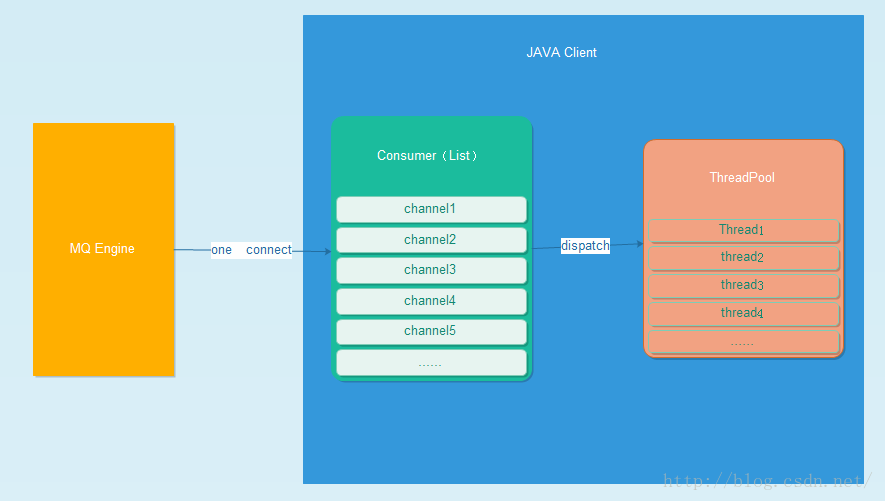 JAVA Client
MQ Engine
one connect
Consumer（List）
channel1
channel2
channel3
channel4
channel5
......
dispatch
ThreadPool
Thread1
thread2
thread3
thread4
......
http://blog.csdn.net/